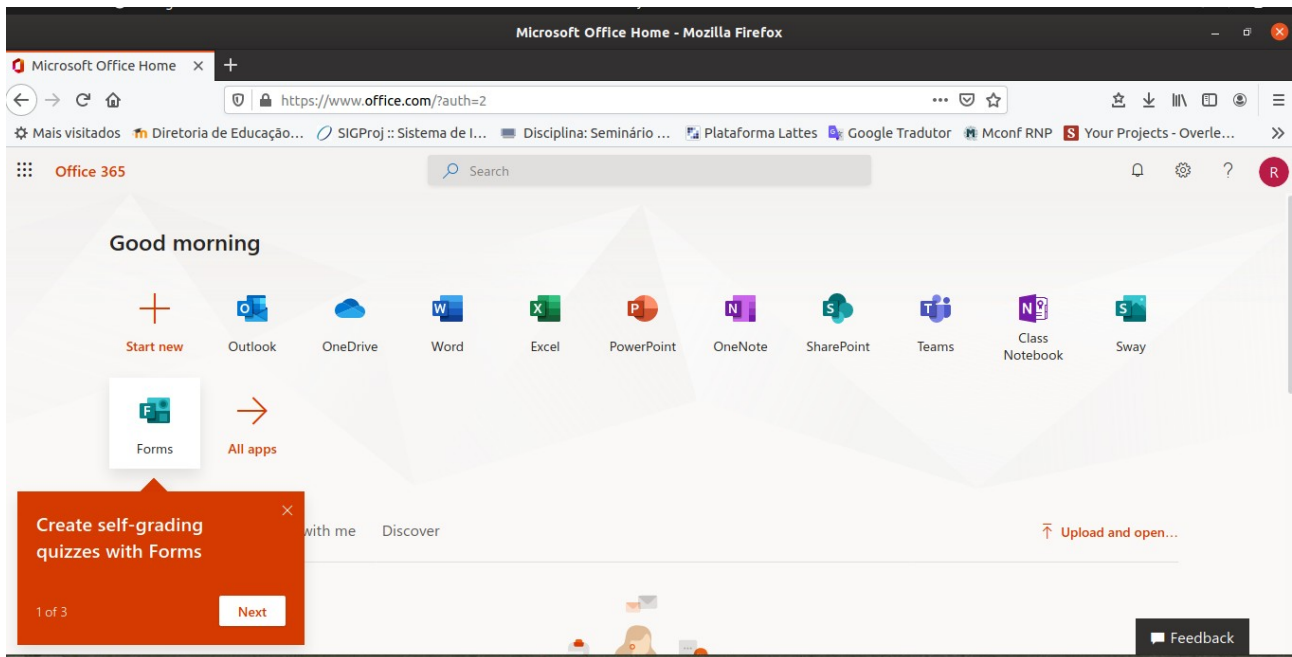 Microsoft Office Home - Mozilla Firefox
Microsoft Office Home
https://www.office.com/?auth=2
Mais visitados Diretoria de Educação... SIGProj :: Sistema de I... Disciplina: Seminário ... Plataforma Lattes Google Tradutor Mconf RNP S Your Projects - Overle...
Office 365 Search ? R
Good morning
Start new Outlook OneDrive Word Excel PowerPoint OneNote SharePoint Teams Class Notebook Sway
Forms All apps
Create self-grading
quizzes with Forms
with me Discover Upload and open...
1 of 3 Next
Feedback